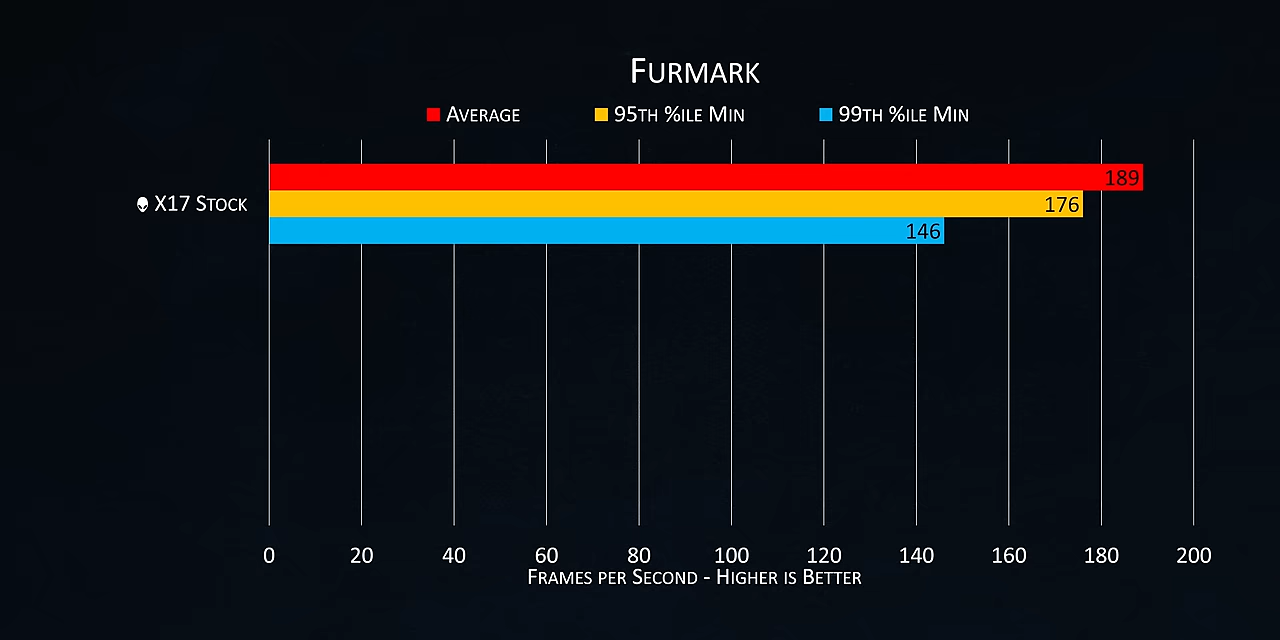 Furmark
Average 95th %ile Min 99th %ile Min
189
X17 Stock 176
146
0 20 40 60 80 100 120 140 160 180 200
Frames per Second - Higher is Better